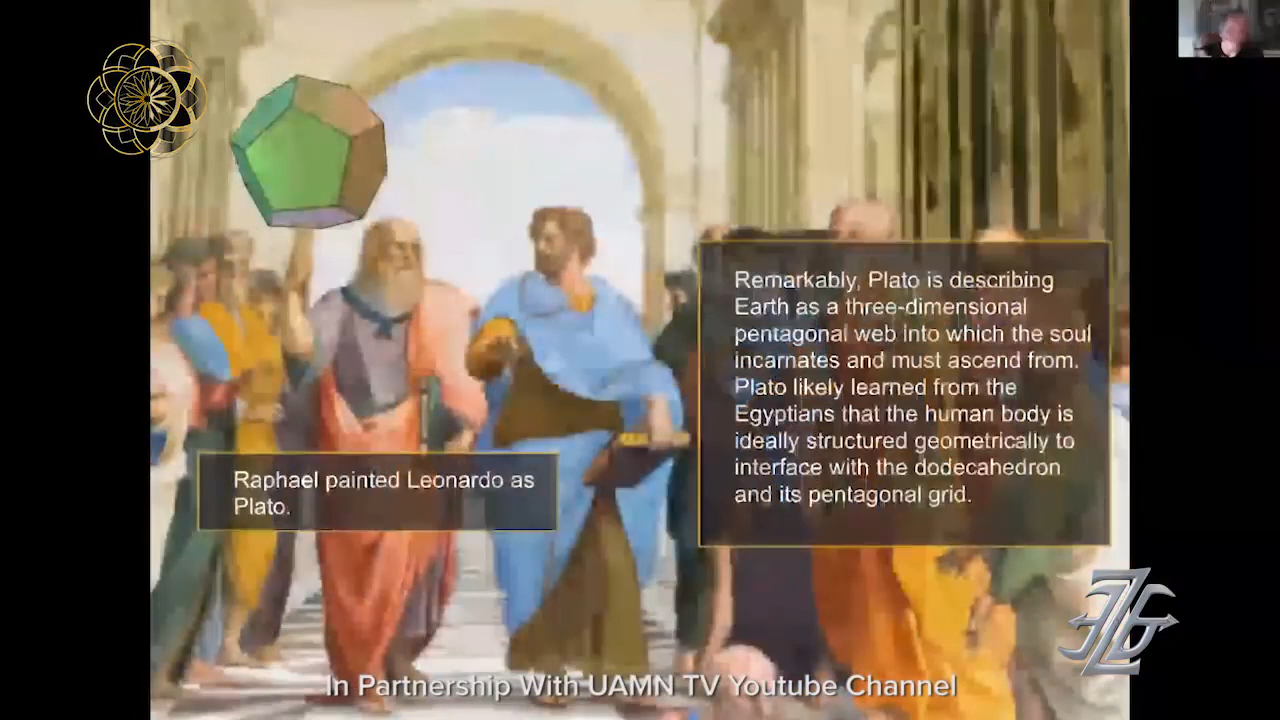 Remarkably, Plato is describing
Earth as a three-dimensional
pentagonal web into which the soul
incarnates and must ascend from.
Plato likely learned from the
Egyptians that the human body is
ideally structured geometrically to
interface with the dodecahedron
and its pentagonal grid.
Raphael painted Leonardo as
Plato.
In Partnership With UAMN TV Youtube Channel